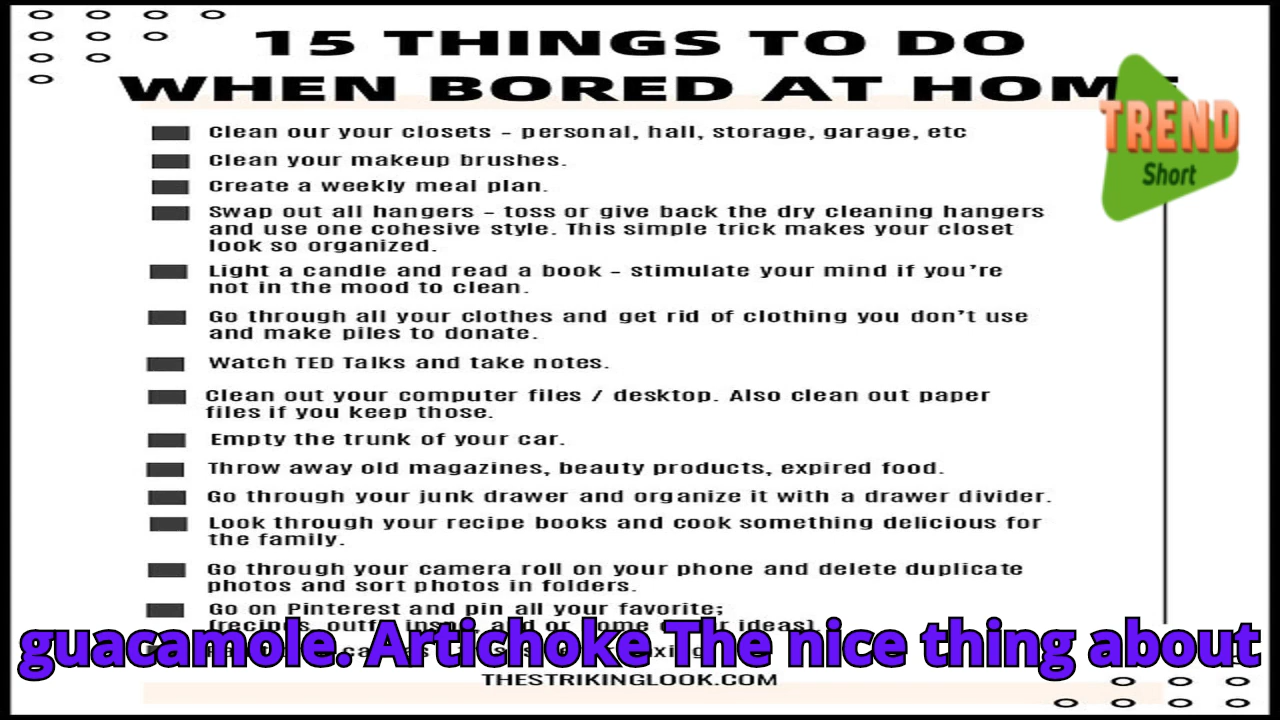 15 THINGS TO DO
WHEN BORED AT HOME
TREND
Short
Clean our your closets - personal, hall, storage, garage, etc
Clean your makeup brushes.
Create a weekly meal plan.
Swap out all hangers - toss or give back the dry cleaning hangers
and use one cohesive style. This simple trick makes your closet
look so organized.
Light a candle and read a book - stimulate your mind if you're
not in the mood to clean.
Go through all your clothes and get rid of clothing you don't use
and make piles to donate.
Watch TED Talks and take notes.
Clean out your computer files / desktop. Also clean out paper
files if you keep those.
Empty the trunk of your car.
Throw away old magazines, beauty products, expired food.
Go through your junk drawer and organize it with a drawer divider.
Look through your recipe books and cook something delicious for
the family.
Go through your camera roll on your phone and delete duplicate
photos and sort photos in folders.
Go on Pinterest and pin all your favorite;
guacamole. Artichoke The nice thing about
THESTRIKINGLOOK.COM